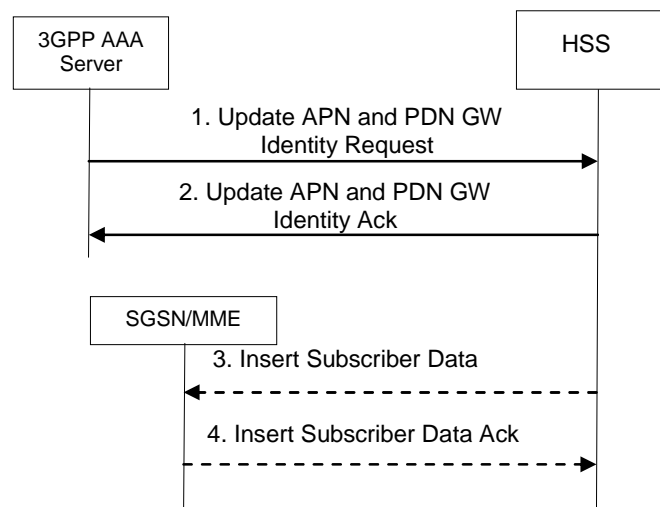 3GPP AAA
Server
HSS
1. Update APN and PDN GW
Identity Request
2. Update APN and PDN GW
Identity Ack
SGSN/MME
3. Insert Subscriber Data
4. Insert Subscriber Data Ack